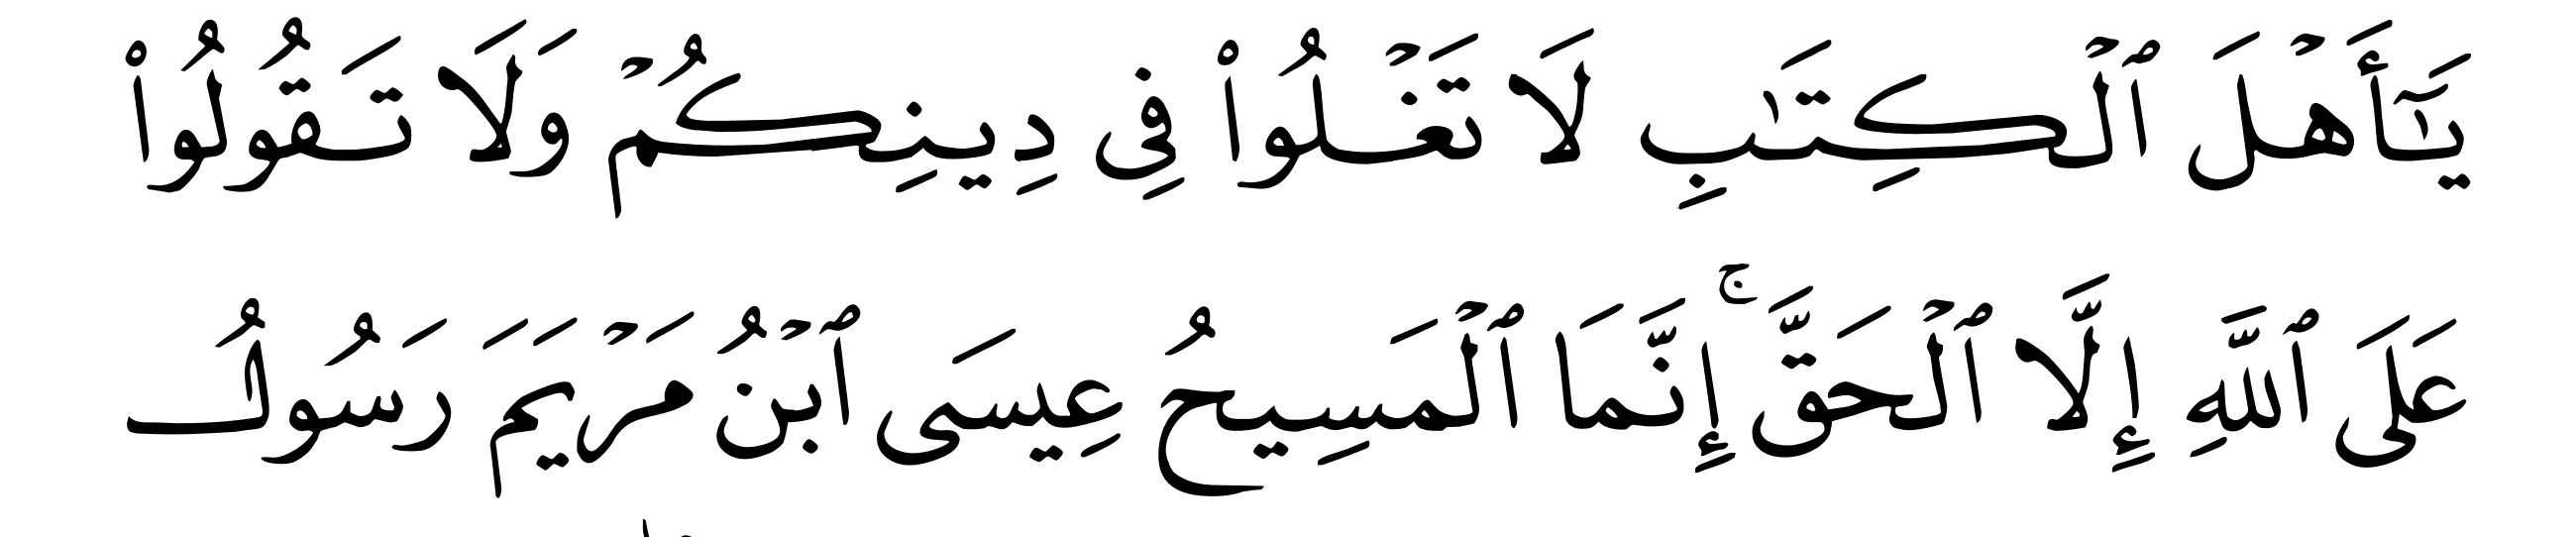 يَـٰٓأَهْلَ ٱلْكِتَـٰبِ لَا تَغْلُوا۟ فِى دِينِكُمْ وَلَا تَقُولُوا۟
عَلَى ٱللَّهِ إِلَّا ٱلْحَقَّ ۚ إِنَّمَا ٱلْمَسِيحُ عِيسَى ٱبْنُ مَرْيَمَ رَسُولُ